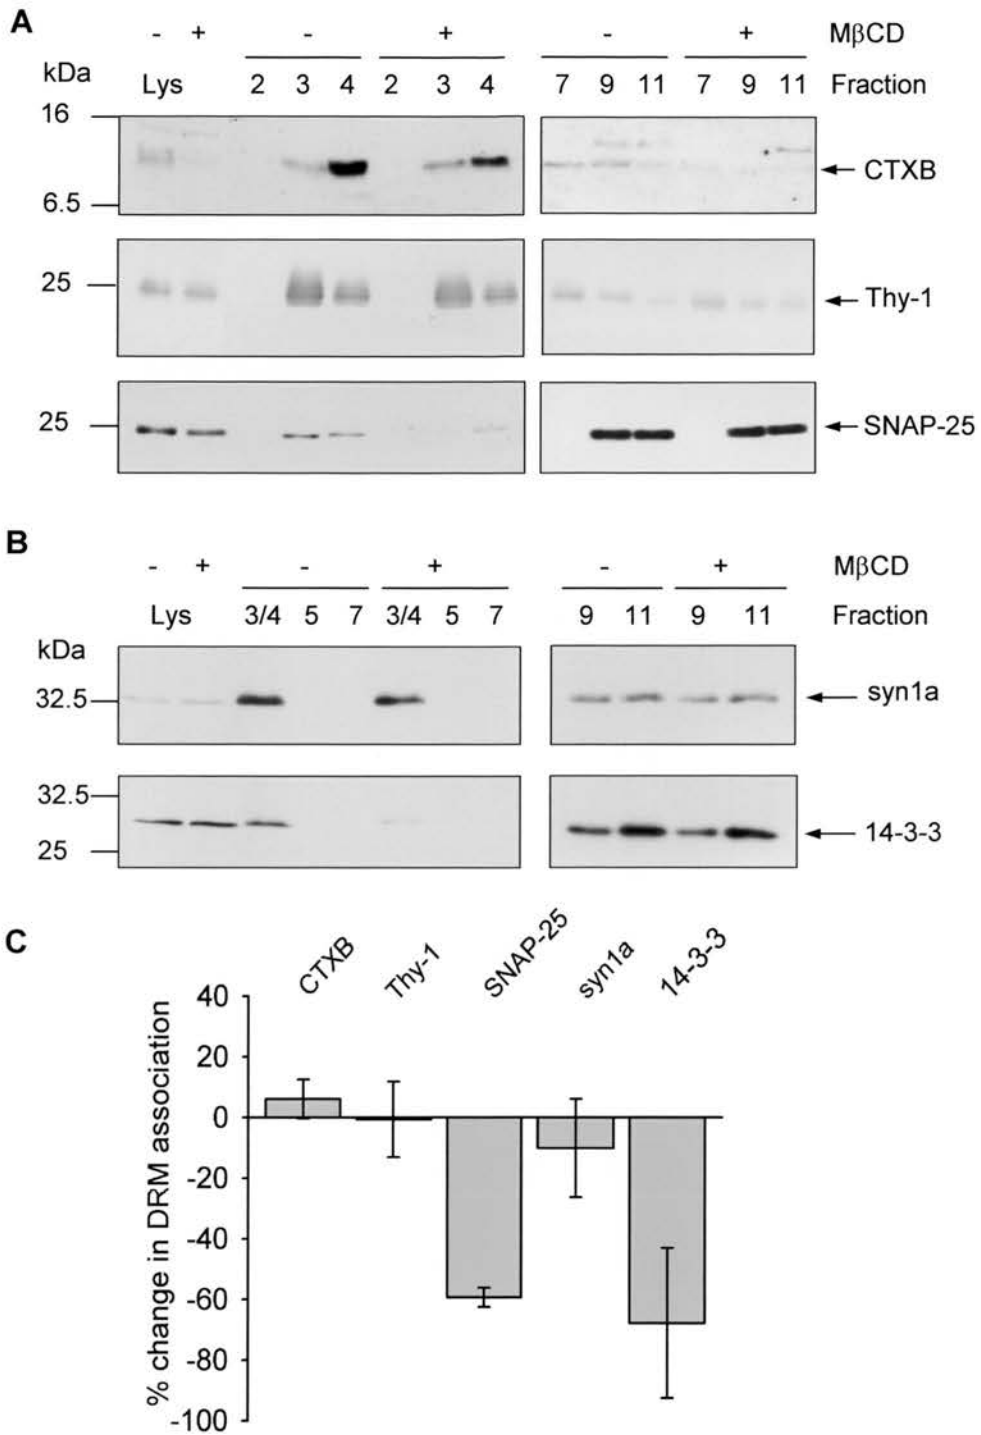 A
- + - + - + MβCD
kDa Lys 2 3 4 2 3 4 7 9 11 7 9 11 Fraction
16
CTXB
6.5
25
Thy-1
25
SNAP-25
B
- + - + - + MβCD
Lys 3/4 5 7 3/4 5 7 9 11 9 11 Fraction
kDa
32.5
syn1a
32.5
14-3-3
25
C
CTXB Thy-1 SNAP-25 syn1a 14-3-3
% change in DRM association
40
20
0
-20
-40
-60
-80
-100